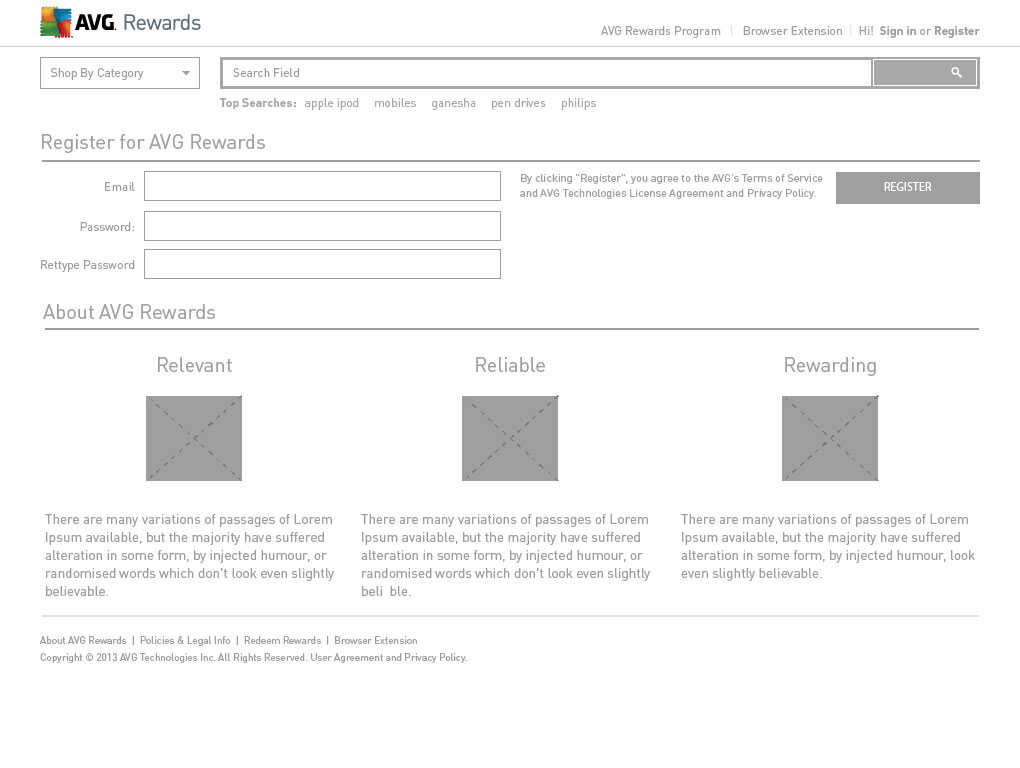 AVG. Rewards
AVG Rewards Program | Browser Extension | Hi! Sign in or Register
Shop By Category
Search Field
Top Searches: apple ipod mobiles ganesha pen drives philips
Register for AVG Rewards
Email
By clicking "Register", you agree to the AVG's Terms of Service
and AVG Technologies License Agreement and Privacy Policy.
REGISTER
Password:
Rettype Password
About AVG Rewards
Relevant
There are many variations of passages of Lorem
Ipsum available, but the majority have suffered
alteration in some form, by injected humour, or
randomised words which don't look even slightly
believable.
Reliable
There are many variations of passages of Lorem
Ipsum available, but the majority have suffered
alteration in some form, by injected humour, or
randomised words which don't look even slightly
beli ble.
Rewarding
There are many variations of passages of Lorem
Ipsum available, but the majority have suffered
alteration in some form, by injected humour, look
even slightly believable.
About AVG Rewards | Policies & Legal Info | Redeem Rewards | Browser Extension
Copyright © 2013 AVG Technologies Inc. All Rights Reserved. User Agreement and Privacy Policy.